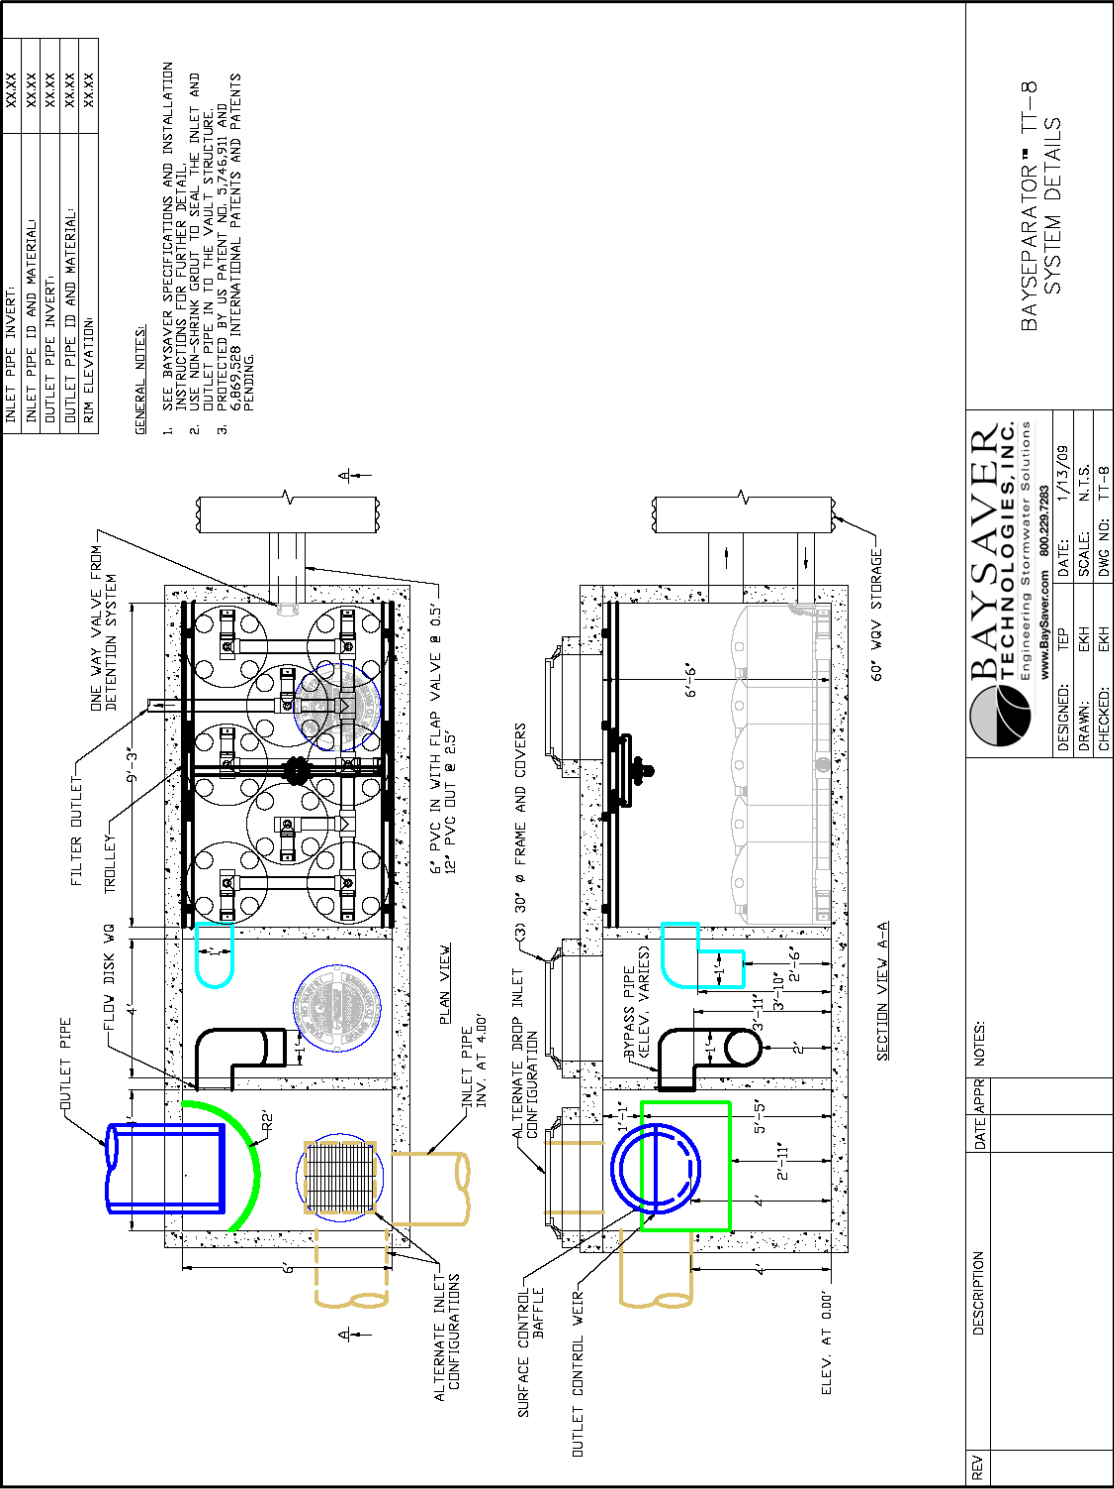 INLET PIPE INVERT: XX.XX
INLET PIPE ID AND MATERIAL: XX.XX
OUTLET PIPE INVERT: XX.XX
OUTLET PIPE ID AND MATERIAL: XX.XX
RIM ELEVATION: XX.XX
GENERAL NOTES:
1. SEE BAYSAVER SPECIFICATIONS AND INSTALLATION
INSTRUCTIONS FOR FURTHER DETAIL.
2. USE NON-SHRINK GROUT TO SEAL THE INLET AND
OUTLET PIPE IN TO THE VAULT STRUCTURE.
3. PROTECTED BY US PATENT NO. 5,746,911 AND
6,869,528 INTERNATIONAL PATENTS AND PATENTS
PENDING.
OUTLET PIPE
FLOW DISK WQ
FILTER OUTLET
TROLLEY
ONE WAY VALVE FROM
DETENTION SYSTEM
4'
9'-3"
1'
1'
R2'
6'
A
A
INLET PIPE
INV. AT 4.00'
ALTERNATE INLET
CONFIGURATIONS
6" PVC IN WITH FLAP VALVE @ 0.5'
12" PVC OUT @ 2.5'
PLAN VIEW
SURFACE CONTROL
BAFFLE
OUTLET CONTROL WEIR
ALTERNATE DROP INLET
CONFIGURATION
(3) 30" Ø FRAME AND COVERS
BYPASS PIPE
(ELEV. VARIES)
1'-1"
5'-5"
2'-11"
4'
4'
1'
2'
3'-11"
3'-10"
1'
2'-6"
6'-6"
60" WQV STORAGE
ELEV. AT 0.00'
SECTION VIEW A-A
REV
DESCRIPTION
DATE
APPR
NOTES:
BAYSAVER
TECHNOLOGIES, INC.
Engineering Stormwater Solutions
www.BaySaver.com 800.229.7283
DESIGNED: TEP
DATE: 1/13/09
DRAWN: EKH
SCALE: N.T.S.
CHECKED: EKH
DWG NO: TT-8
BAYSEPARATOR™ TT-8
SYSTEM DETAILS